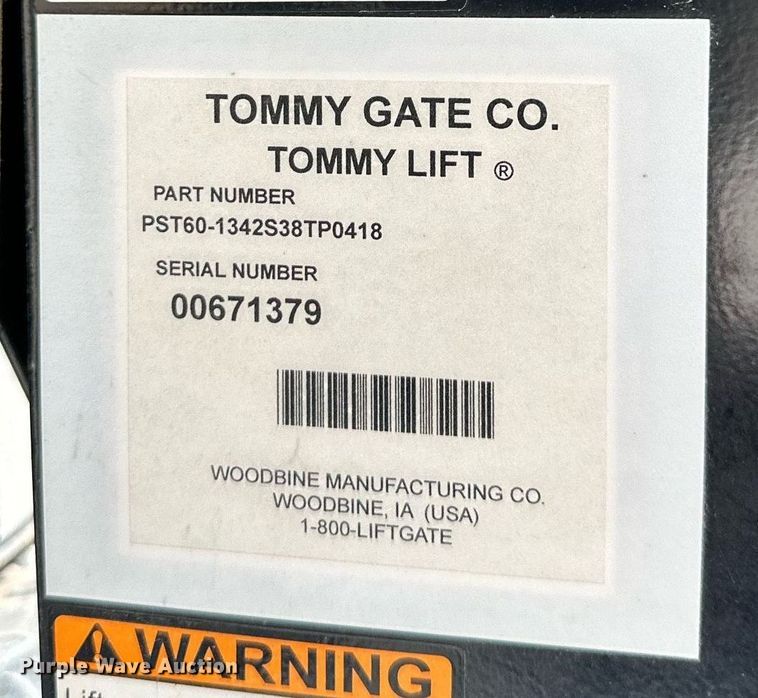 TOMMY GATE CO.
TOMMY LIFT ®
PART NUMBER
PST60-1342S38TP0418
SERIAL NUMBER
00671379
WOODBINE MANUFACTURING CO.
WOODBINE, IA (USA)
1-800-LIFTGATE
WARNING
Purple Wave Auction